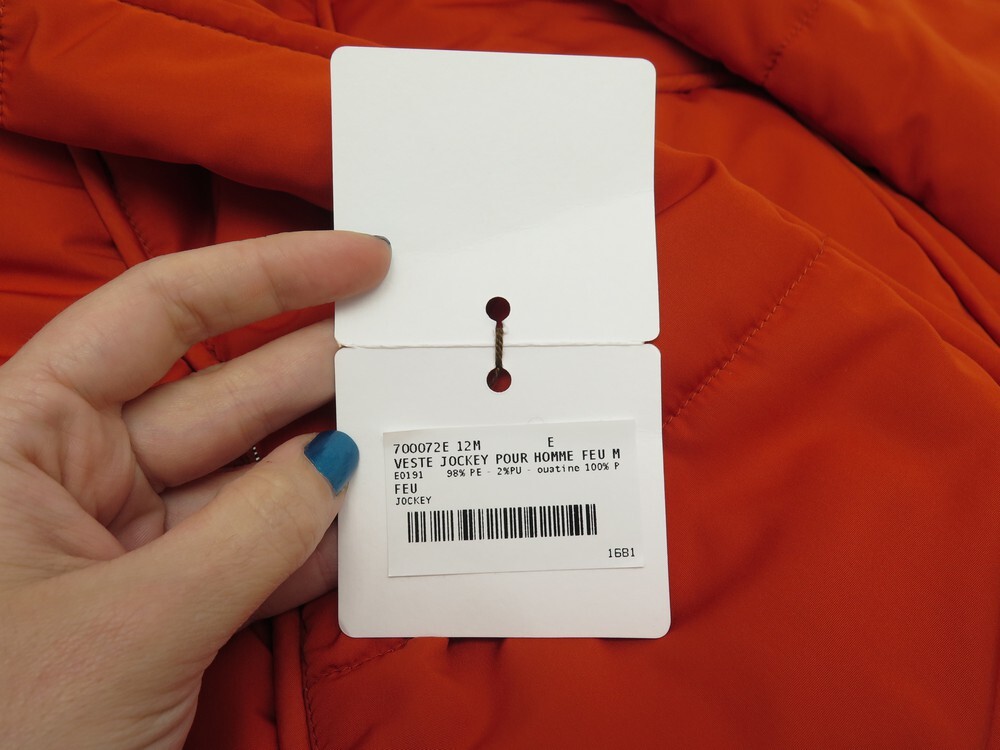 700072E 12M E
VESTE JOCKEY POUR HOMME FEU M
E0191 98% PE - 2%PU - ouatine 100% P
FEU
JOCKEY
1681